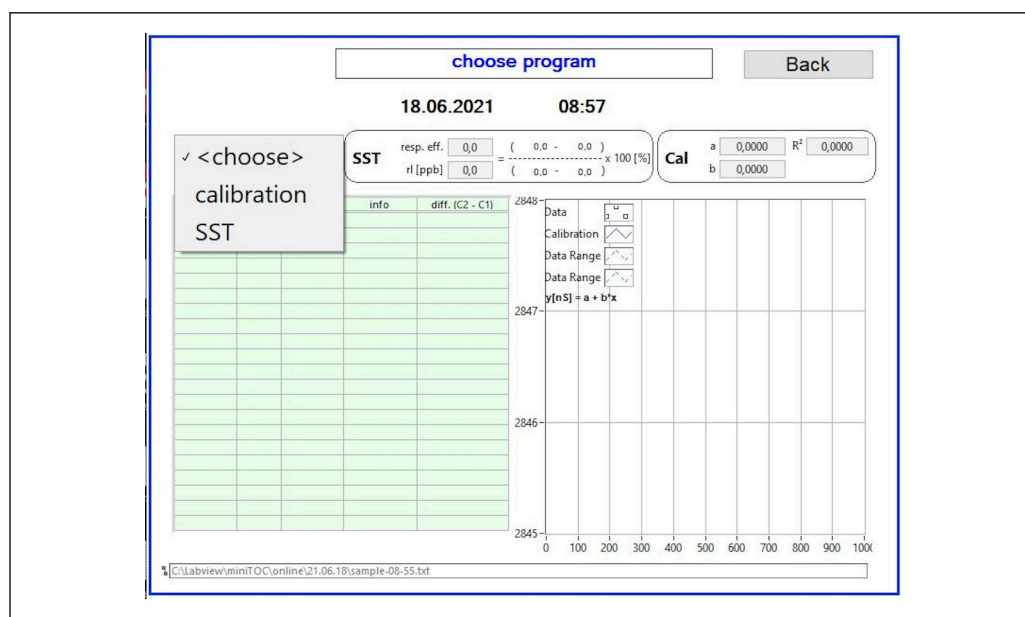 choose program
Back
18.06.2021 08:57
✓ <choose>
calibration
SST
SST
resp. eff. 0,0 = ( 0,0 - 0,0 ) x 100 [%]
rl [ppb] 0,0 ( 0,0 - 0,0 )
Cal
a 0,0000 R² 0,0000
b 0,0000
info diff. (C2 - C1)
Data
Calibration
Data Range
Data Range
y[nS] = a + b*x
2848
2847
2846
2845
0 100 200 300 400 500 600 700 800 900 100
C:\Labview\miniTOC\online\21.06.18\sample-08-55.txt